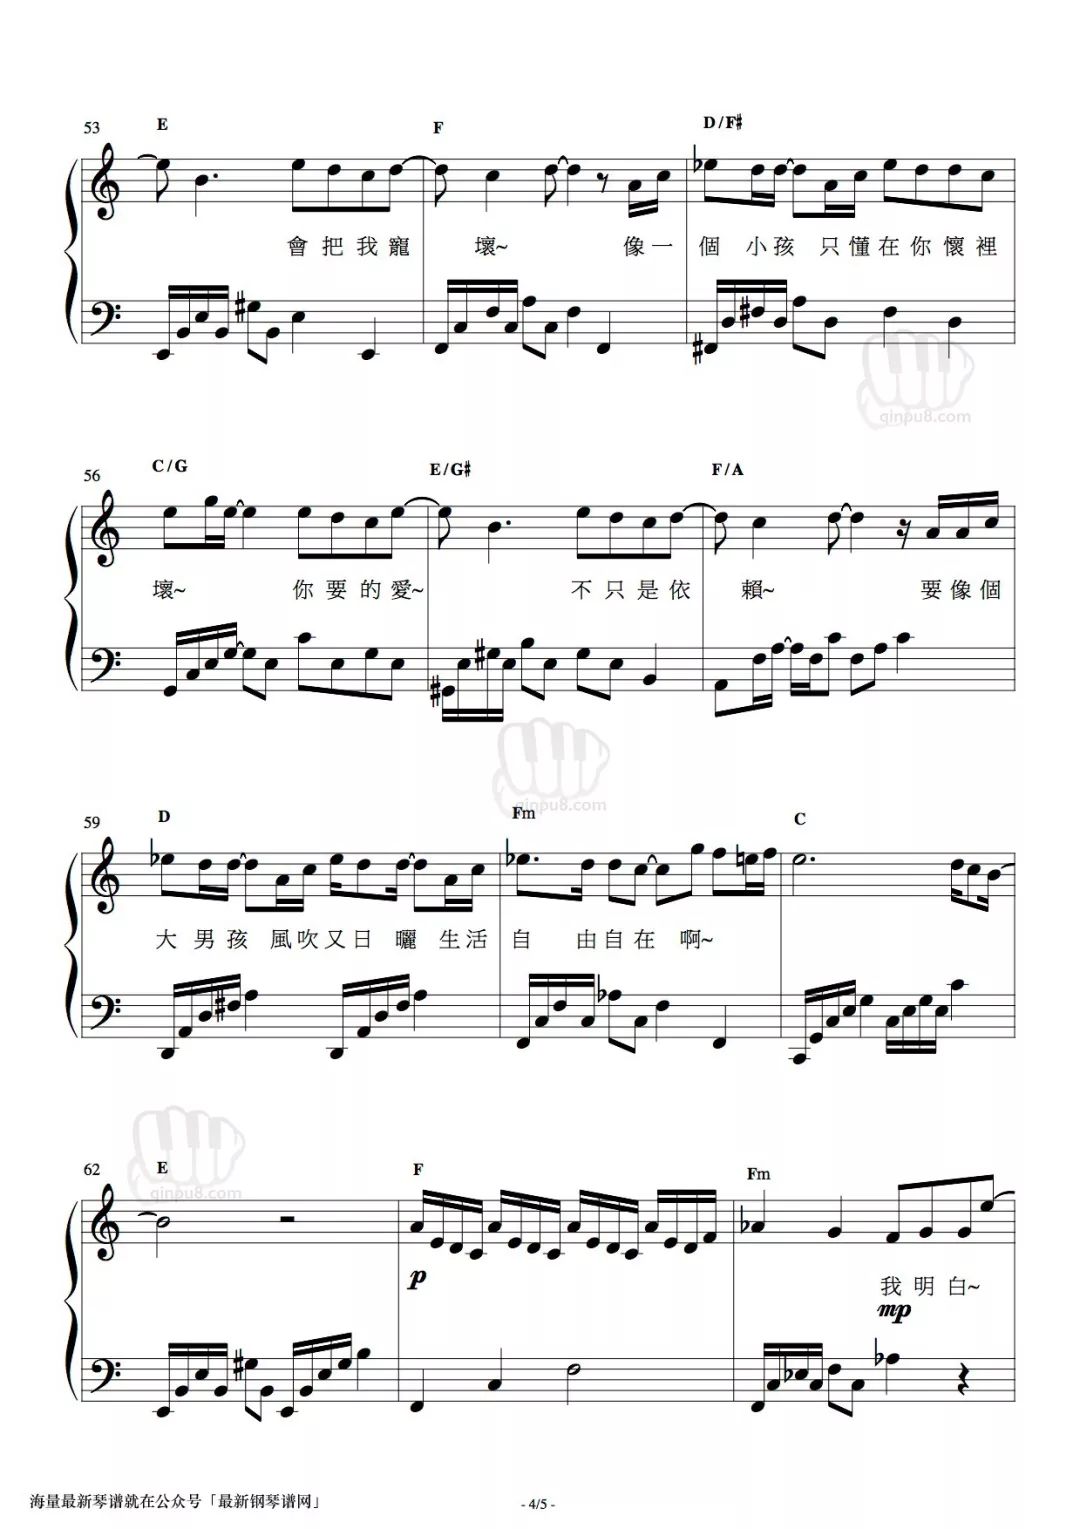 53 E F D/F♯
會 把 我 寵 壞~ 像 一 個 小 孩 只 懂 在 你 懷 裡
qinpu8.com
56 C/G E/G♯ F/A
壞~ 你 要 的 愛~ 不 只 是 依 賴~ 要 像 個
qinpu8.com
59 D Fm C
大 男 孩 風 吹 又 日 曬 生 活 自 由 自 在 啊~
qinpu8.com
62 E F Fm
p
我 明 白~
mp
海量最新琴谱就在公众号「最新钢琴谱网」 - 4/5 -